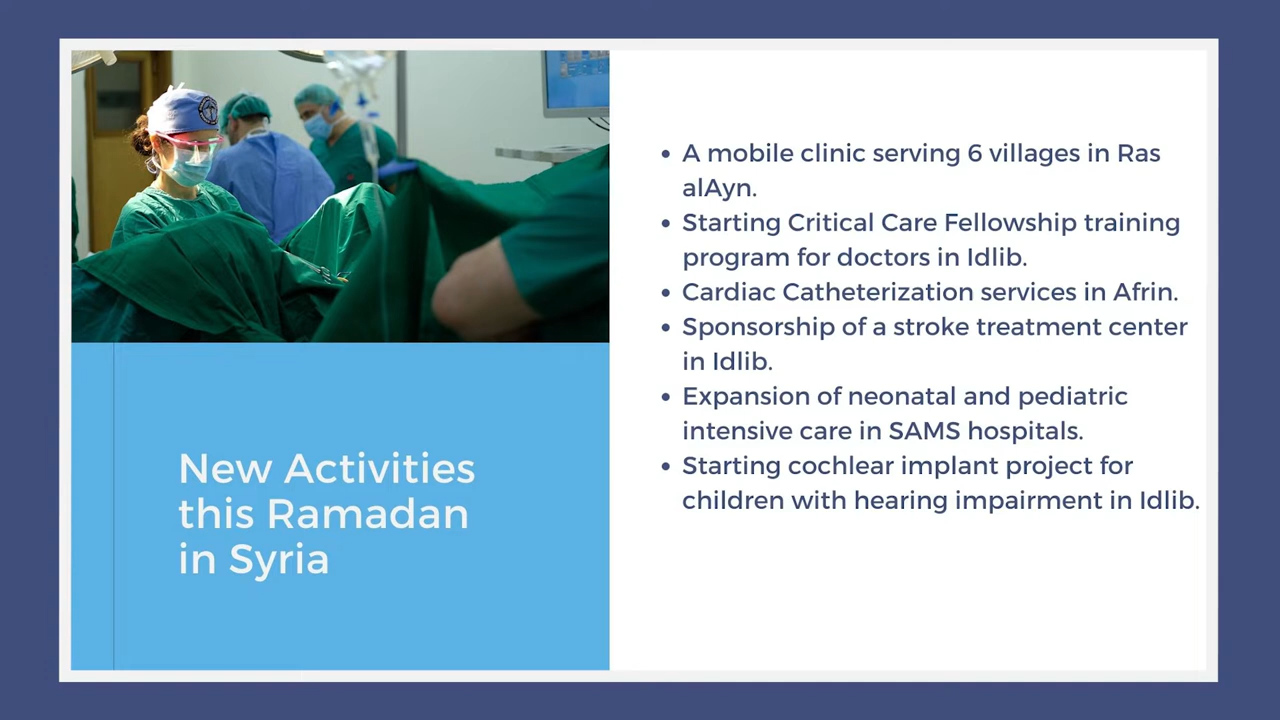 New Activities
this Ramadan
in Syria
• A mobile clinic serving 6 villages in Ras
alAyn.
• Starting Critical Care Fellowship training
program for doctors in Idlib.
• Cardiac Catheterization services in Afrin.
• Sponsorship of a stroke treatment center
in Idlib.
• Expansion of neonatal and pediatric
intensive care in SAMS hospitals.
• Starting cochlear implant project for
children with hearing impairment in Idlib.